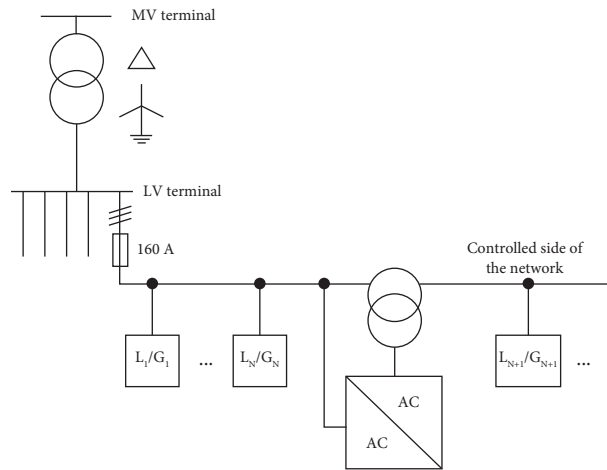 MV terminal
LV terminal
160 A
Controlled side of
the network
L1/G1
...
LN/GN
LN+1/GN+1
...
AC
AC